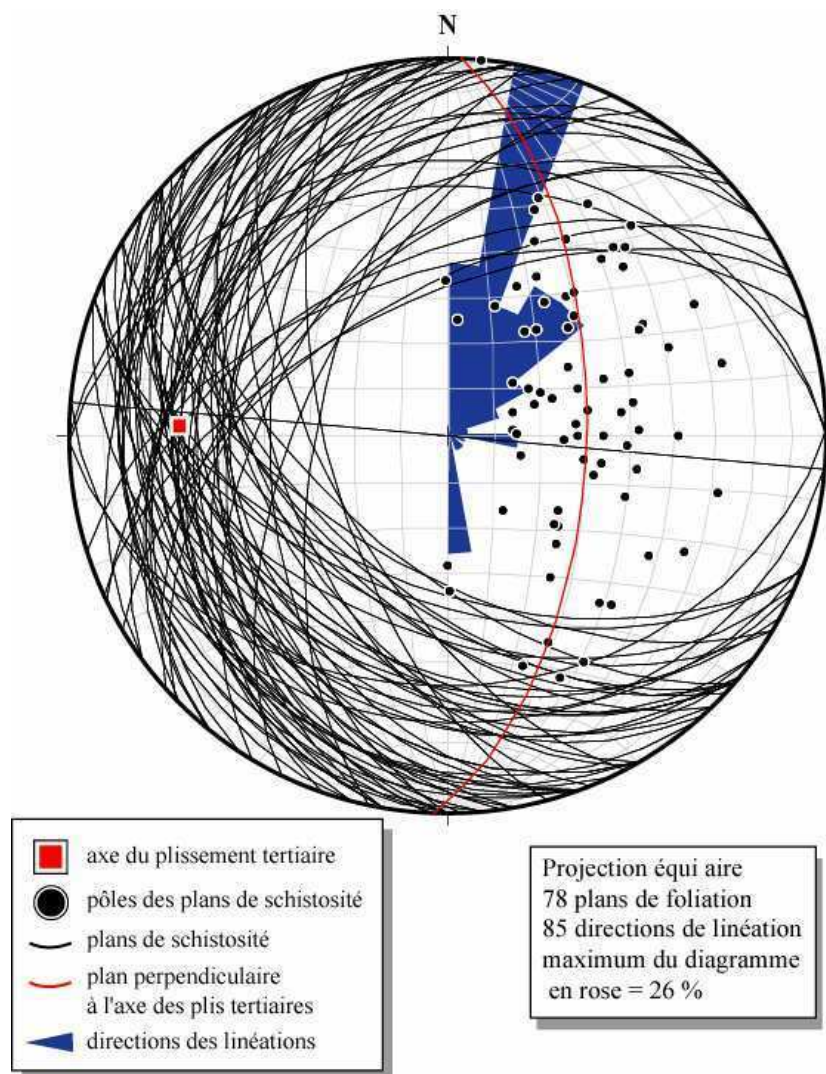 N
axe du plissement tertiaire
pôles des plans de schistosité
plans de schistosité
plan perpendiculaire
à l'axe des plis tertiaires
directions des linéations
Projection équi aire
78 plans de foliation
85 directions de linéation
maximum du diagramme
en rose = 26 %